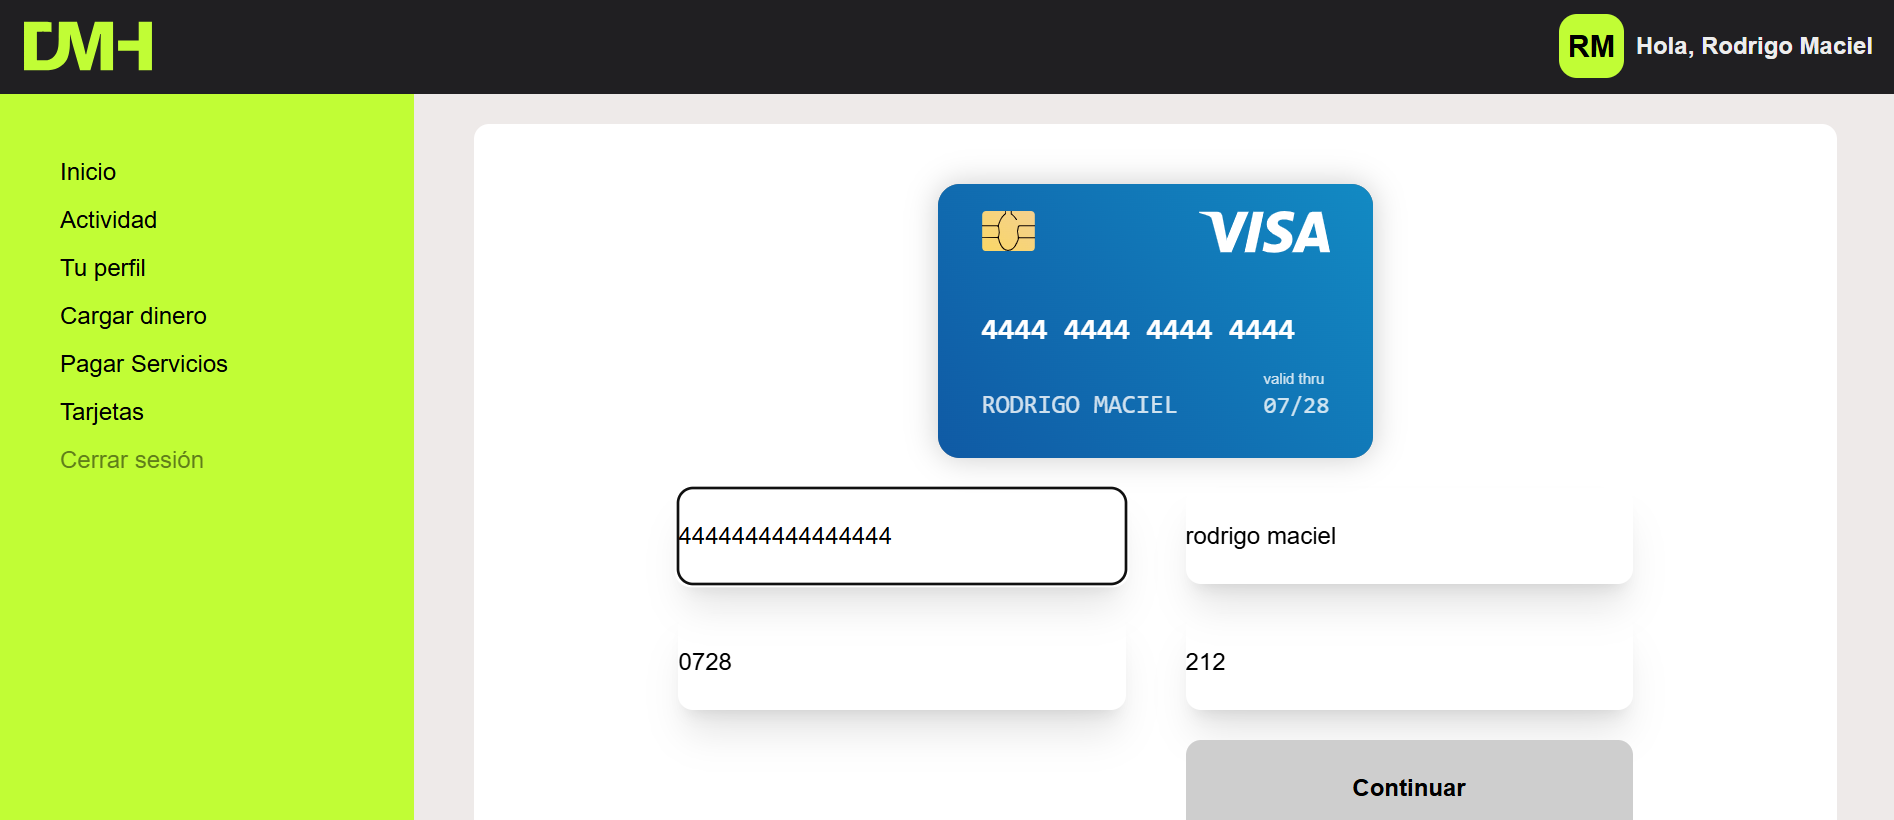 DMH
RM Hola, Rodrigo Maciel
Inicio
Actividad
Tu perfil
Cargar dinero
Pagar Servicios
Tarjetas
Cerrar sesión
VISA
4444 4444 4444 4444
valid thru
RODRIGO MACIEL 07/28
4444444444444444
rodrigo maciel
0728
212
Continuar